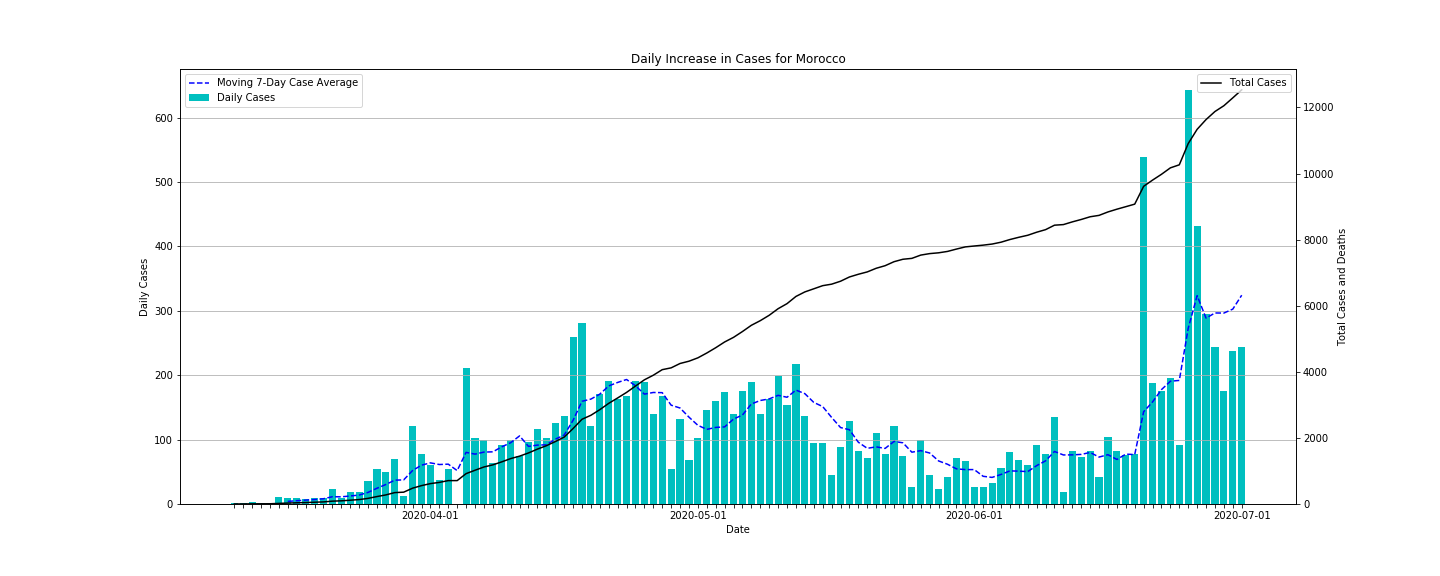 Daily Increase in Cases for Morocco
Moving 7-Day Case Average
Daily Cases
Total Cases
600
500
400
300
200
100
0
Daily Cases
12000
10000
8000
6000
4000
2000
0
Total Cases and Deaths
2020-04-01
2020-05-01
2020-06-01
2020-07-01
Date